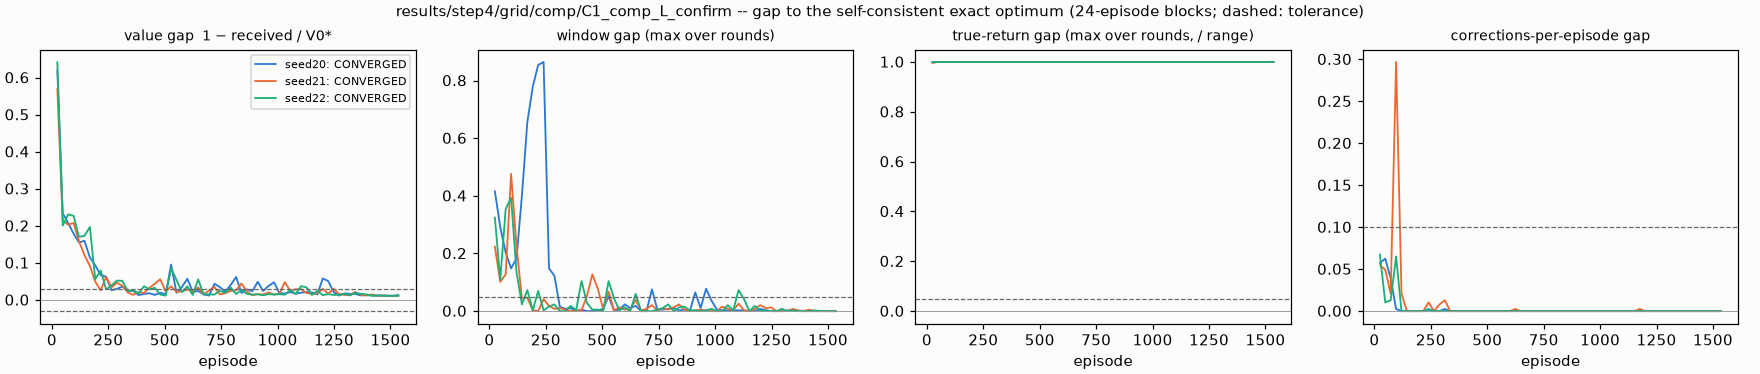 results/step4/grid/comp/C1_comp_L_confirm -- gap to the self-consistent exact optimum (24-episode blocks; dashed: tolerance)
value gap  1 − received / V0*
0.6
0.5
0.4
0.3
0.2
0.1
0.0
seed20: CONVERGED
seed21: CONVERGED
seed22: CONVERGED
0 250 500 750 1000 1250 1500
episode
window gap (max over rounds)
0.8
0.6
0.4
0.2
0.0
0 250 500 750 1000 1250 1500
episode
true-return gap (max over rounds, / range)
1.0
0.8
0.6
0.4
0.2
0.0
0 250 500 750 1000 1250 1500
episode
corrections-per-episode gap
0.30
0.25
0.20
0.15
0.10
0.05
0.00
0 250 500 750 1000 1250 1500
episode